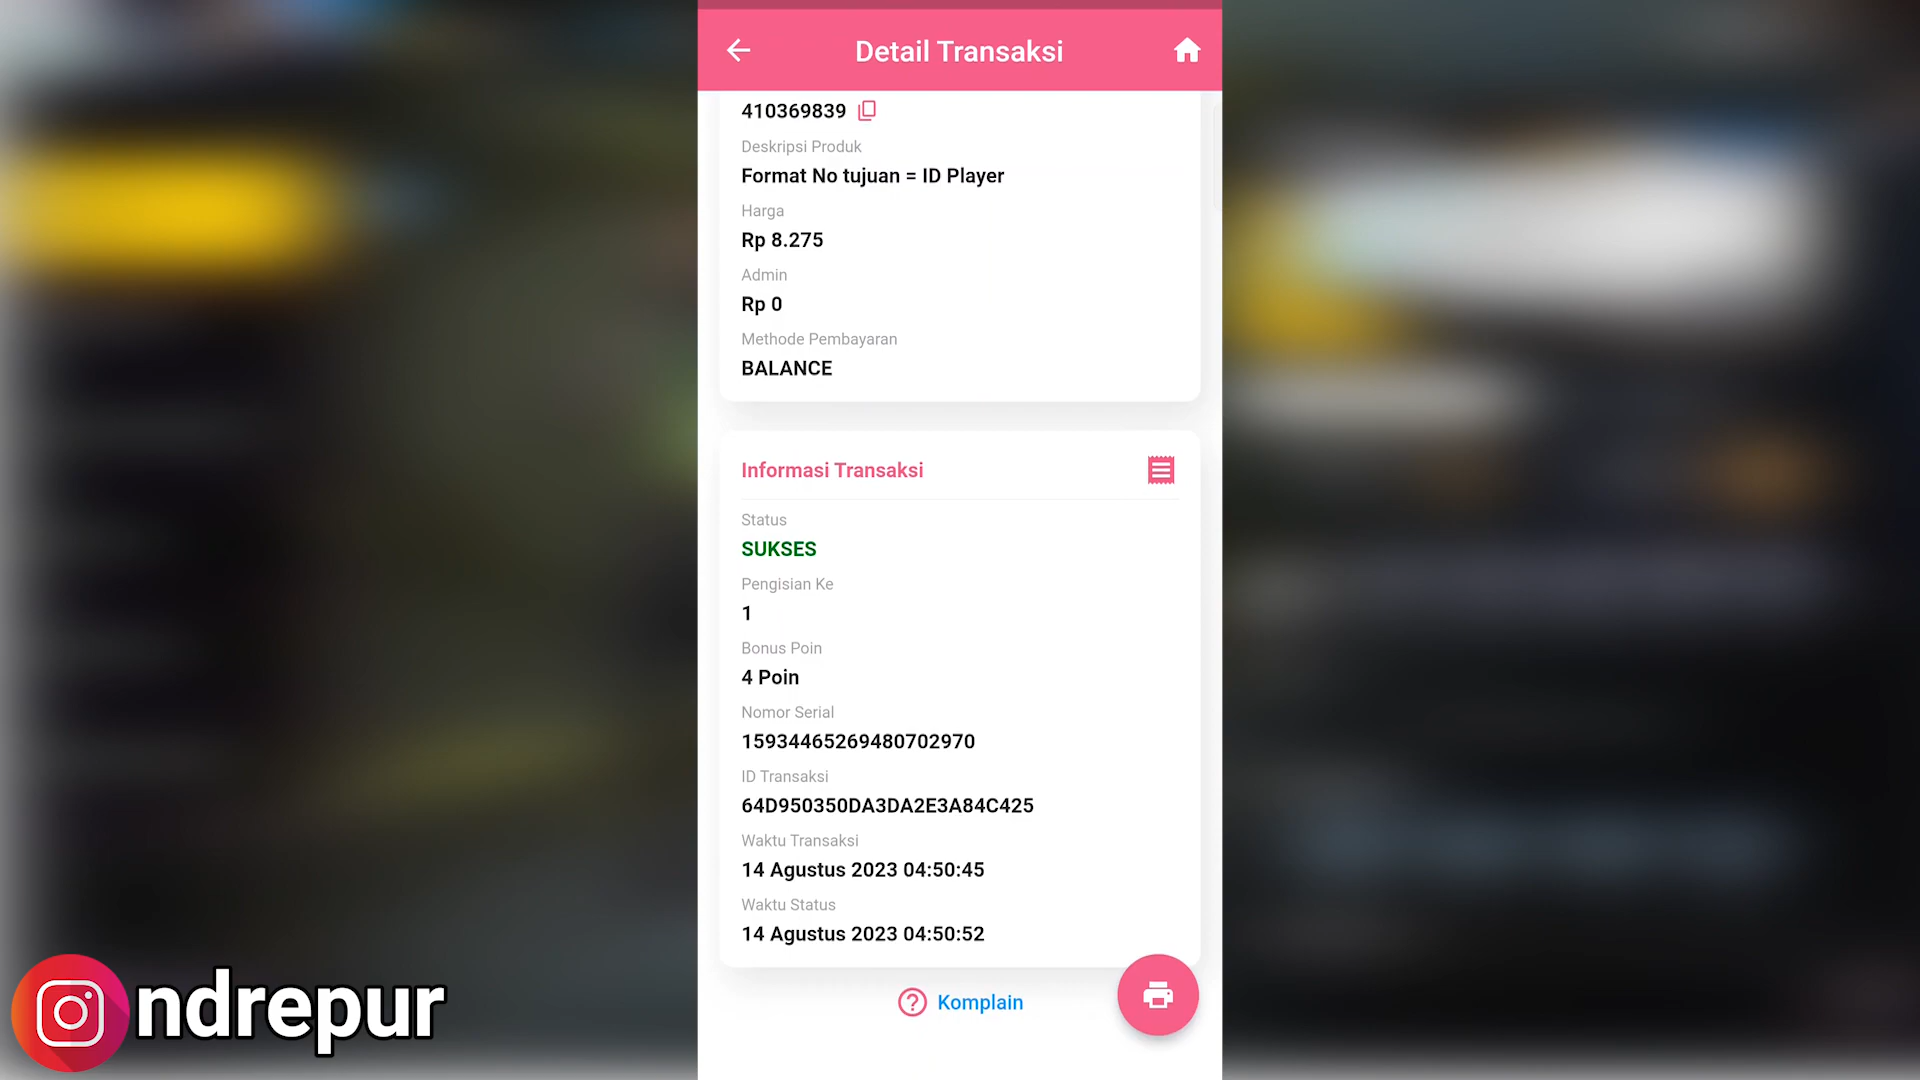 Detail Transaksi
410369839
Deskripsi Produk
Format No tujuan = ID Player
Harga
Rp 8.275
Admin
Rp 0
Methode Pembayaran
BALANCE
Informasi Transaksi
Status
SUKSES
Pengisian Ke
1
Bonus Poin
4 Poin
Nomor Serial
15934465269480702970
ID Transaksi
64D950350DA3DA2E3A84C425
Waktu Transaksi
14 Agustus 2023 04:50:45
Waktu Status
14 Agustus 2023 04:50:52
Komplain
ndrepur